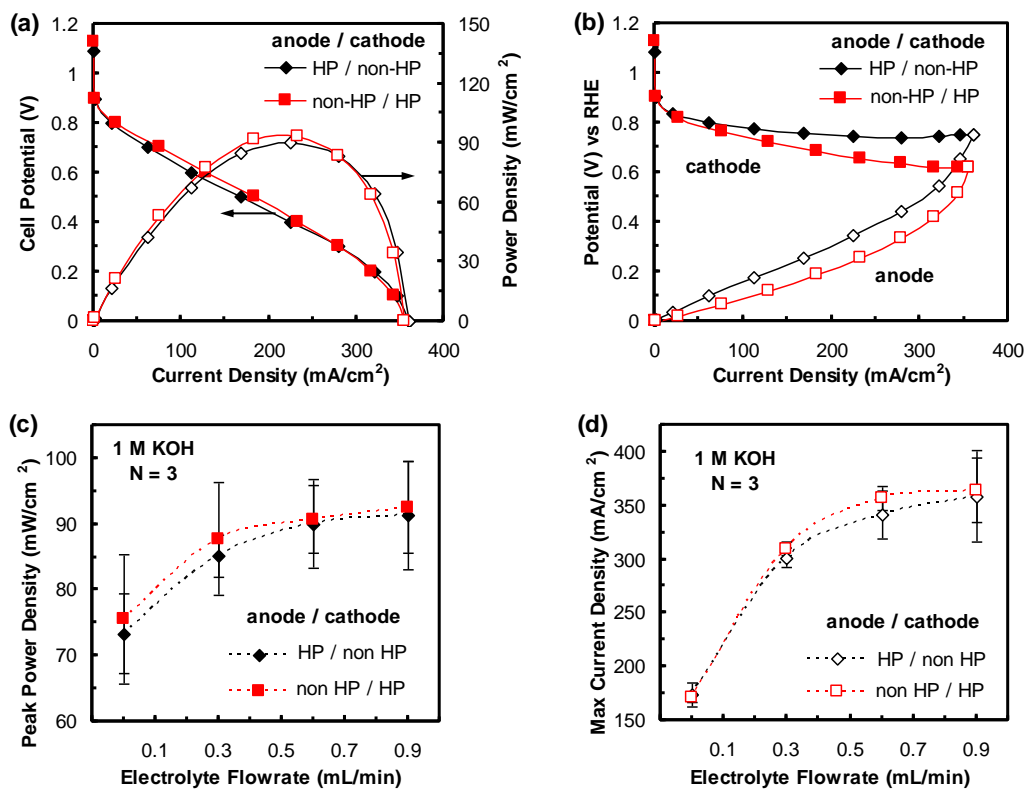 (a)
anode / cathode
HP / non-HP
non-HP / HP
Cell Potential (V)
1.2
1
0.8
0.6
0.4
0.2
0
Power Density (mW/cm²)
150
120
90
60
30
0
0 100 200 300 400
Current Density (mA/cm²)
(b)
anode / cathode
HP / non-HP
non-HP / HP
cathode
anode
Potential (V) vs RHE
1.2
1
0.8
0.6
0.4
0.2
0
0 100 200 300 400
Current Density (mA/cm²)
(c)
1 M KOH
N = 3
anode / cathode
HP / non HP
non HP / HP
Peak Power Density (mW/cm²)
100
90
80
70
60
0.1 0.3 0.5 0.7 0.9
Electrolyte Flowrate (mL/min)
(d)
1 M KOH
N = 3
anode / cathode
HP / non HP
non HP / HP
Max Current Density (mA/cm²)
400
350
300
250
200
150
0.1 0.3 0.5 0.7 0.9
Electrolyte Flowrate (mL/min)